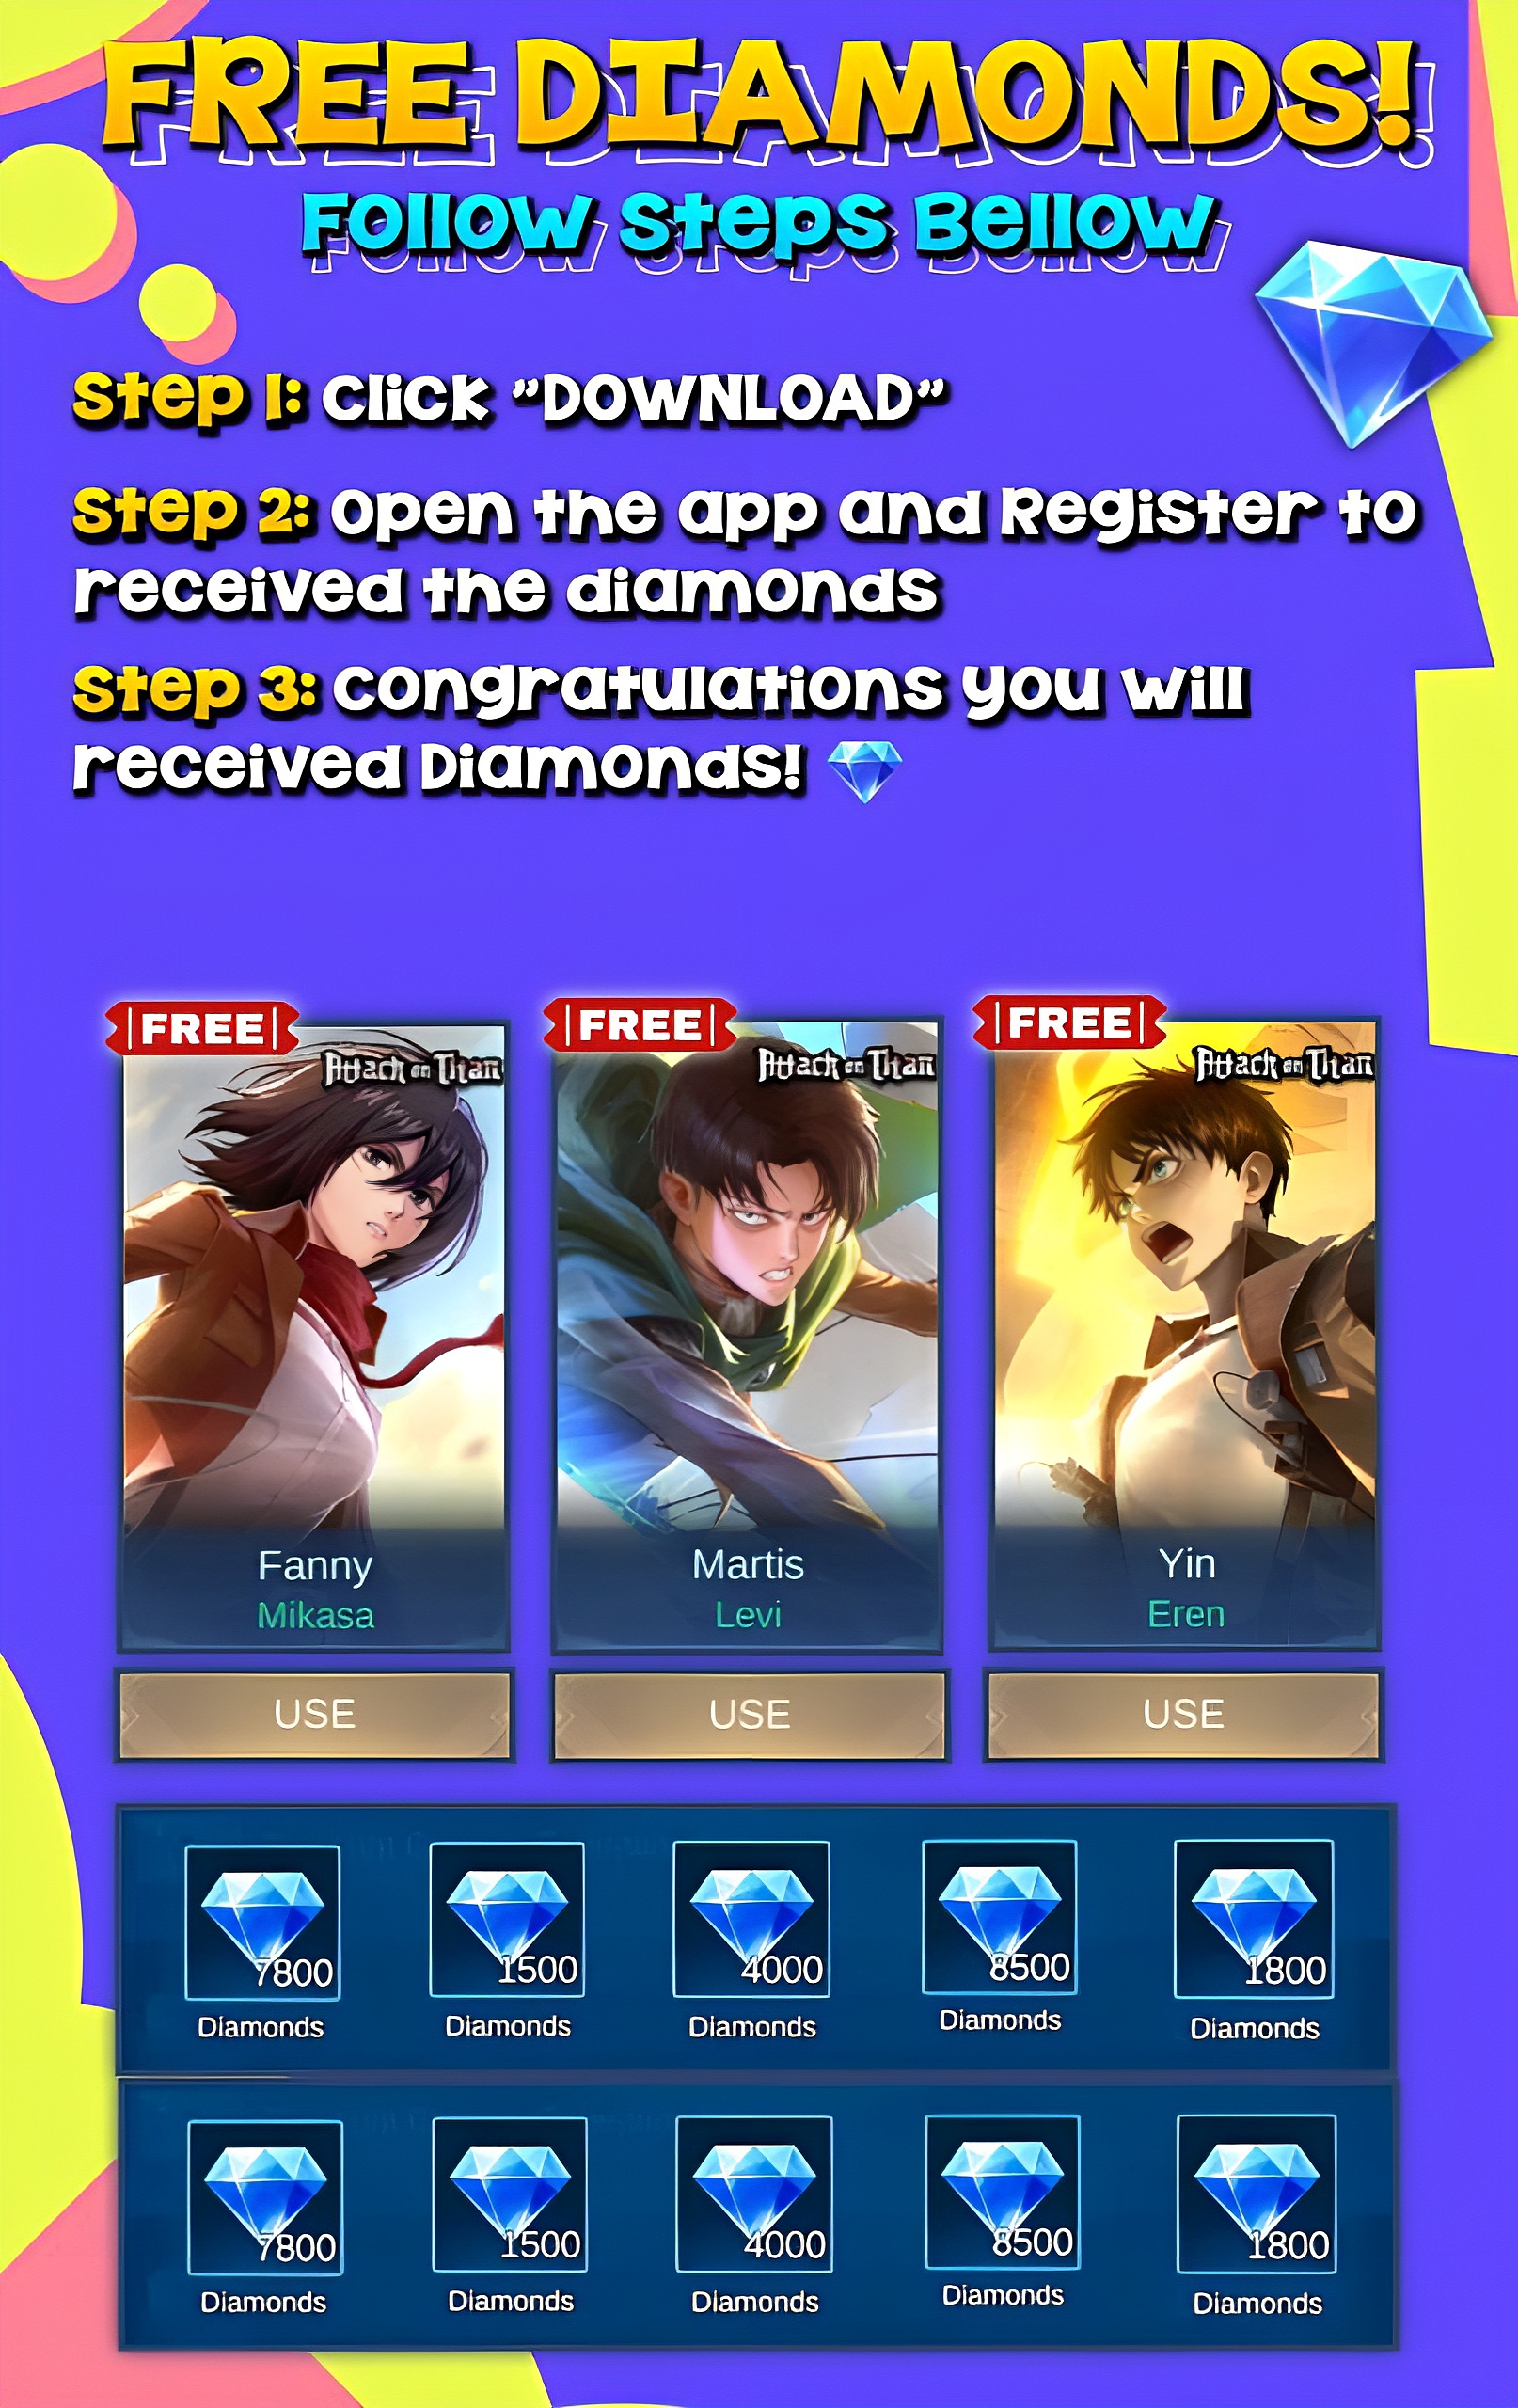 FREE DIAMONDS!
Follow Steps Bellow
Step 1: Click "DOWNLOAD"
Step 2: Open the app and Register to
received the diamonds
Step 3: Congratulations you will
received Diamonds!
FREE
FREE
FREE
Attack on Titan
Attack on Titan
Attack on Titan
Fanny
Mikasa
Martis
Levi
Yin
Eren
USE
USE
USE
7800
1500
4000
8500
1800
Diamonds
Diamonds
Diamonds
Diamonds
Diamonds
7800
1500
4000
8500
1800
Diamonds
Diamonds
Diamonds
Diamonds
Diamonds